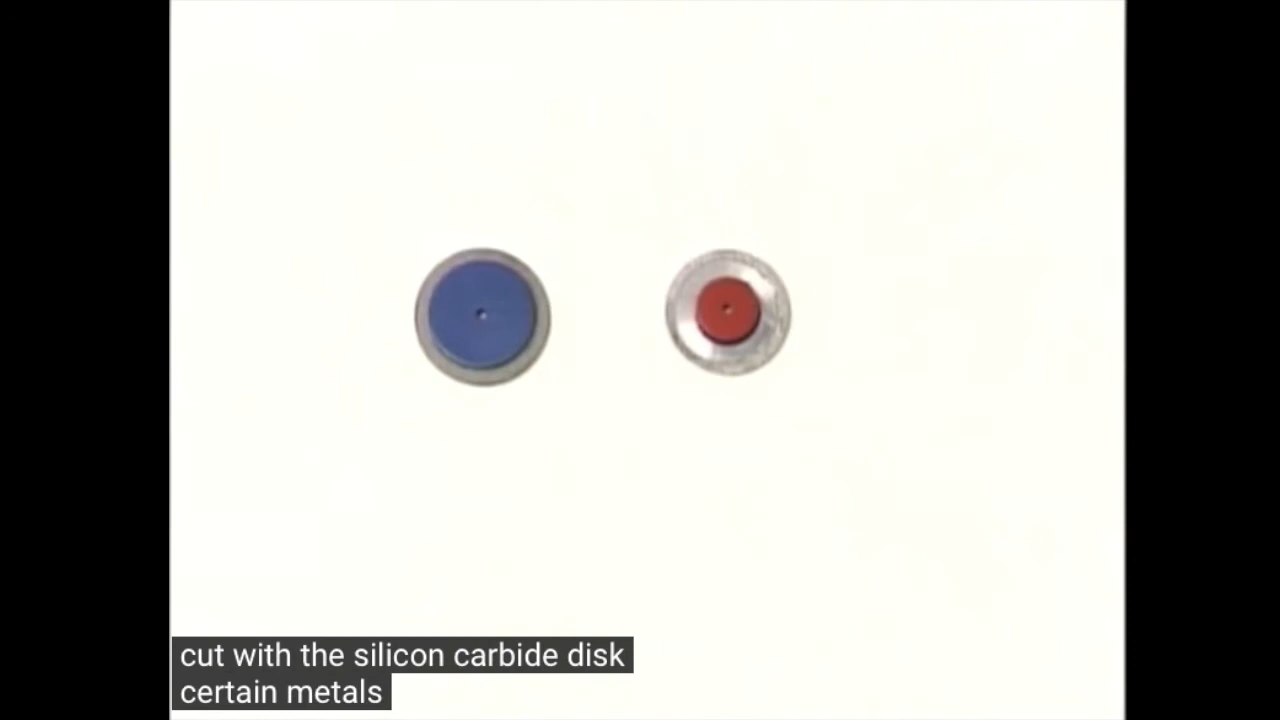 cut with the silicon carbide disk
certain metals